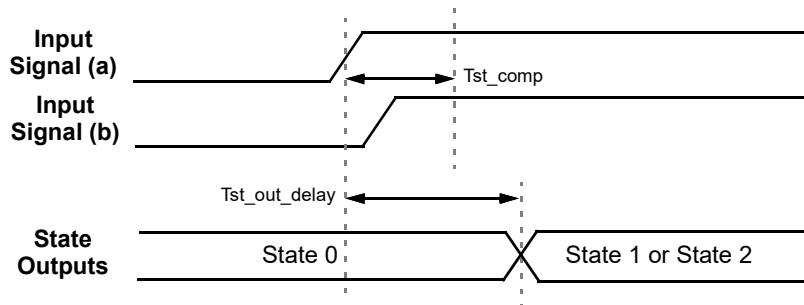 Input
Signal (a)
Tst_comp
Input
Signal (b)
Tst_out_delay
State
Outputs
State 0
State 1 or State 2